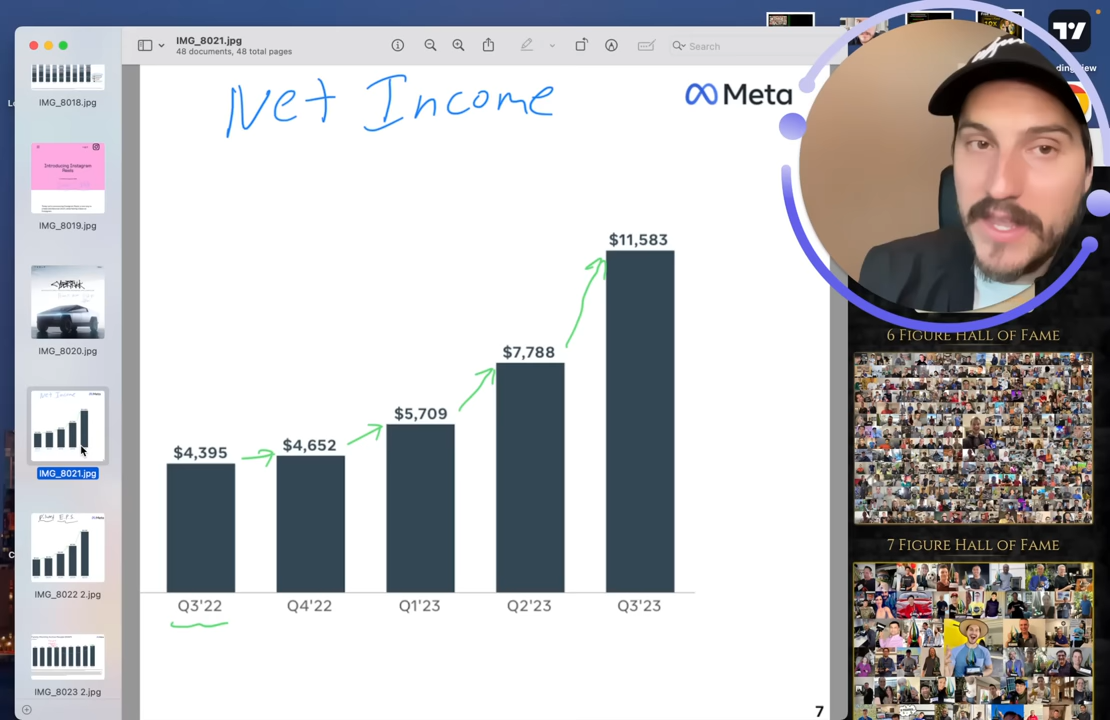 IMG_8021.jpg
48 documents, 48 total pages
Search
IMG_8018.jpg
Introducing Instagram
IMG_8019.jpg
IMG_8020.jpg
Net Income
IMG_8021.jpg
IMG_8022 2.jpg
IMG_8023 2.jpg
Net Income
Meta
$11,583
$7,788
$5,709
$4,652
$4,395
Q3'22 Q4'22 Q1'23 Q2'23 Q3'23
7
6 Figure Hall of Fame
7 Figure Hall of Fame